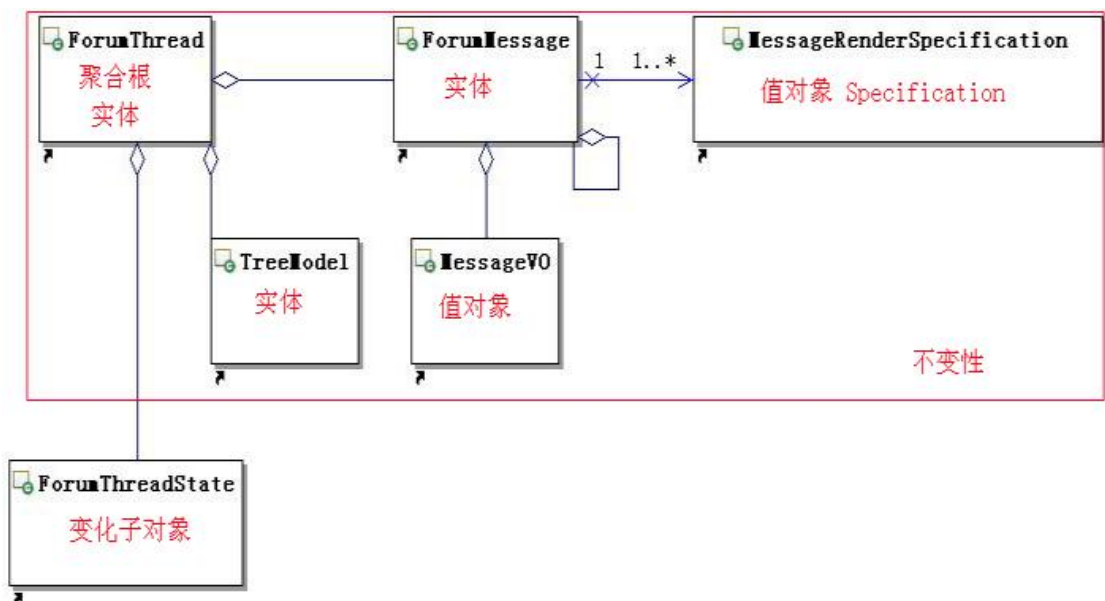 ForumThread
聚合根
实体
ForumMessage
实体
1
1..*
MessageRenderSpecification
值对象 Specification
TreeModel
实体
MessageVO
值对象
不变性
ForumThreadState
变化子对象